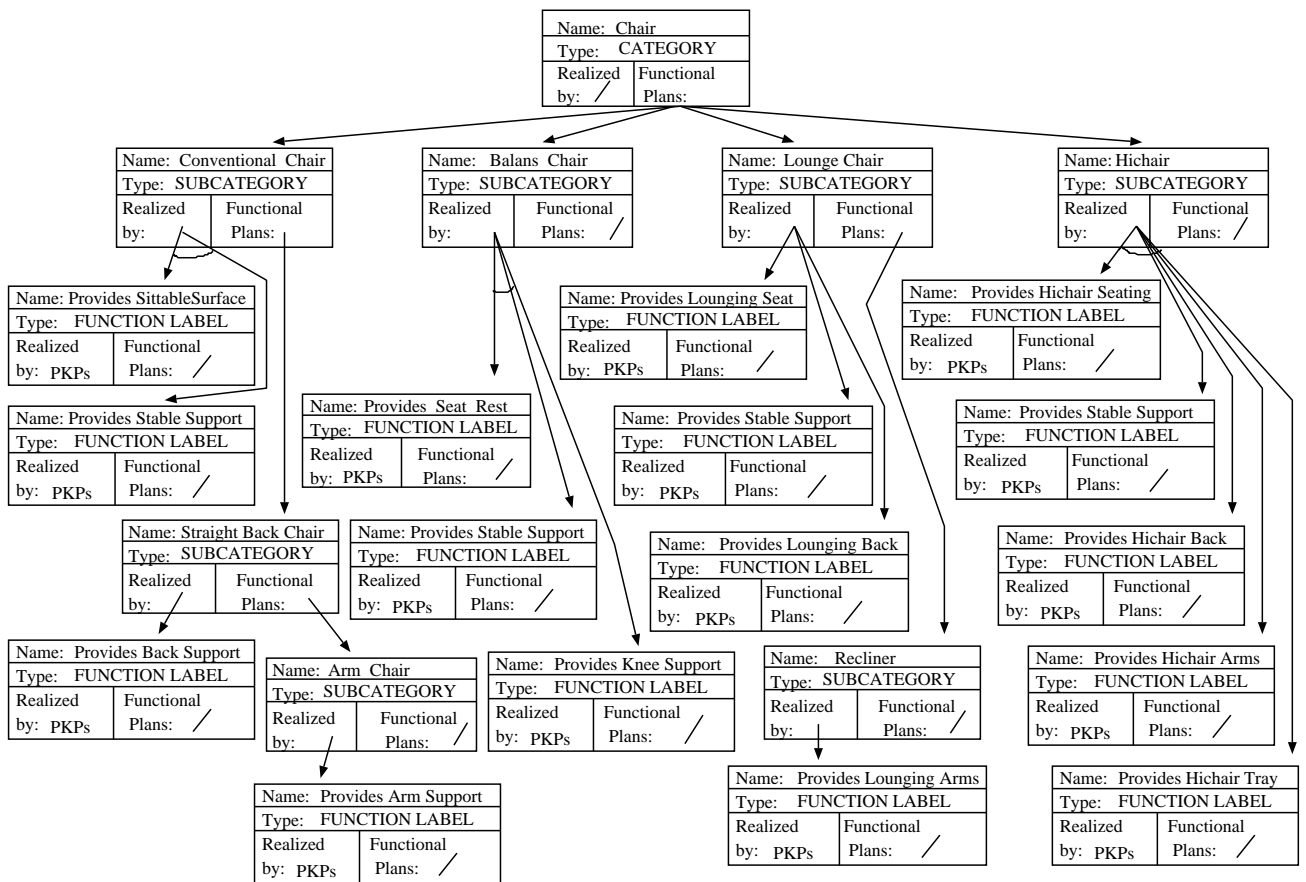 Name: Chair
Type: CATEGORY
Realized Functional
by: / Plans:
Name: Conventional Chair
Type: SUBCATEGORY
Realized Functional
by: Plans:
Name: Balans Chair
Type: SUBCATEGORY
Realized Functional
by: Plans: /
Name: Lounge Chair
Type: SUBCATEGORY
Realized Functional
by: Plans:
Name: Hichair
Type: SUBCATEGORY
Realized Functional
by: Plans: /
Name: Provides SittableSurface
Type: FUNCTION LABEL
Realized Functional
by: PKPs Plans: /
Name: Provides Lounging Seat
Type: FUNCTION LABEL
Realized Functional
by: PKPs Plans: /
Name: Provides Hichair Seating
Type: FUNCTION LABEL
Realized Functional
by: PKPs Plans: /
Name: Provides Stable Support
Type: FUNCTION LABEL
Realized Functional
by: PKPs Plans: /
Name: Provides Seat Rest
Type: FUNCTION LABEL
Realized Functional
by: PKPs Plans: /
Name: Provides Stable Support
Type: FUNCTION LABEL
Realized Functional
by: PKPs Plans: /
Name: Provides Stable Support
Type: FUNCTION LABEL
Realized Functional
by: PKPs Plans: /
Name: Straight Back Chair
Type: SUBCATEGORY
Realized Functional
by: Plans:
Name: Provides Stable Support
Type: FUNCTION LABEL
Realized Functional
by: PKPs Plans: /
Name: Provides Lounging Back
Type: FUNCTION LABEL
Realized Functional
by: PKPs Plans: /
Name: Provides Hichair Back
Type: FUNCTION LABEL
Realized Functional
by: PKPs Plans: /
Name: Provides Back Support
Type: FUNCTION LABEL
Realized Functional
by: PKPs Plans: /
Name: Arm Chair
Type: SUBCATEGORY
Realized Functional
by: Plans: /
Name: Provides Knee Support
Type: FUNCTION LABEL
Realized Functional
by: PKPs Plans: /
Name: Recliner
Type: SUBCATEGORY
Realized Functional
by: Plans: /
Name: Provides Hichair Arms
Type: FUNCTION LABEL
Realized Functional
by: PKPs Plans: /
Name: Provides Arm Support
Type: FUNCTION LABEL
Realized Functional
by: PKPs Plans: /
Name: Provides Lounging Arms
Type: FUNCTION LABEL
Realized Functional
by: PKPs Plans: /
Name: Provides Hichair Tray
Type: FUNCTION LABEL
Realized Functional
by: PKPs Plans: /